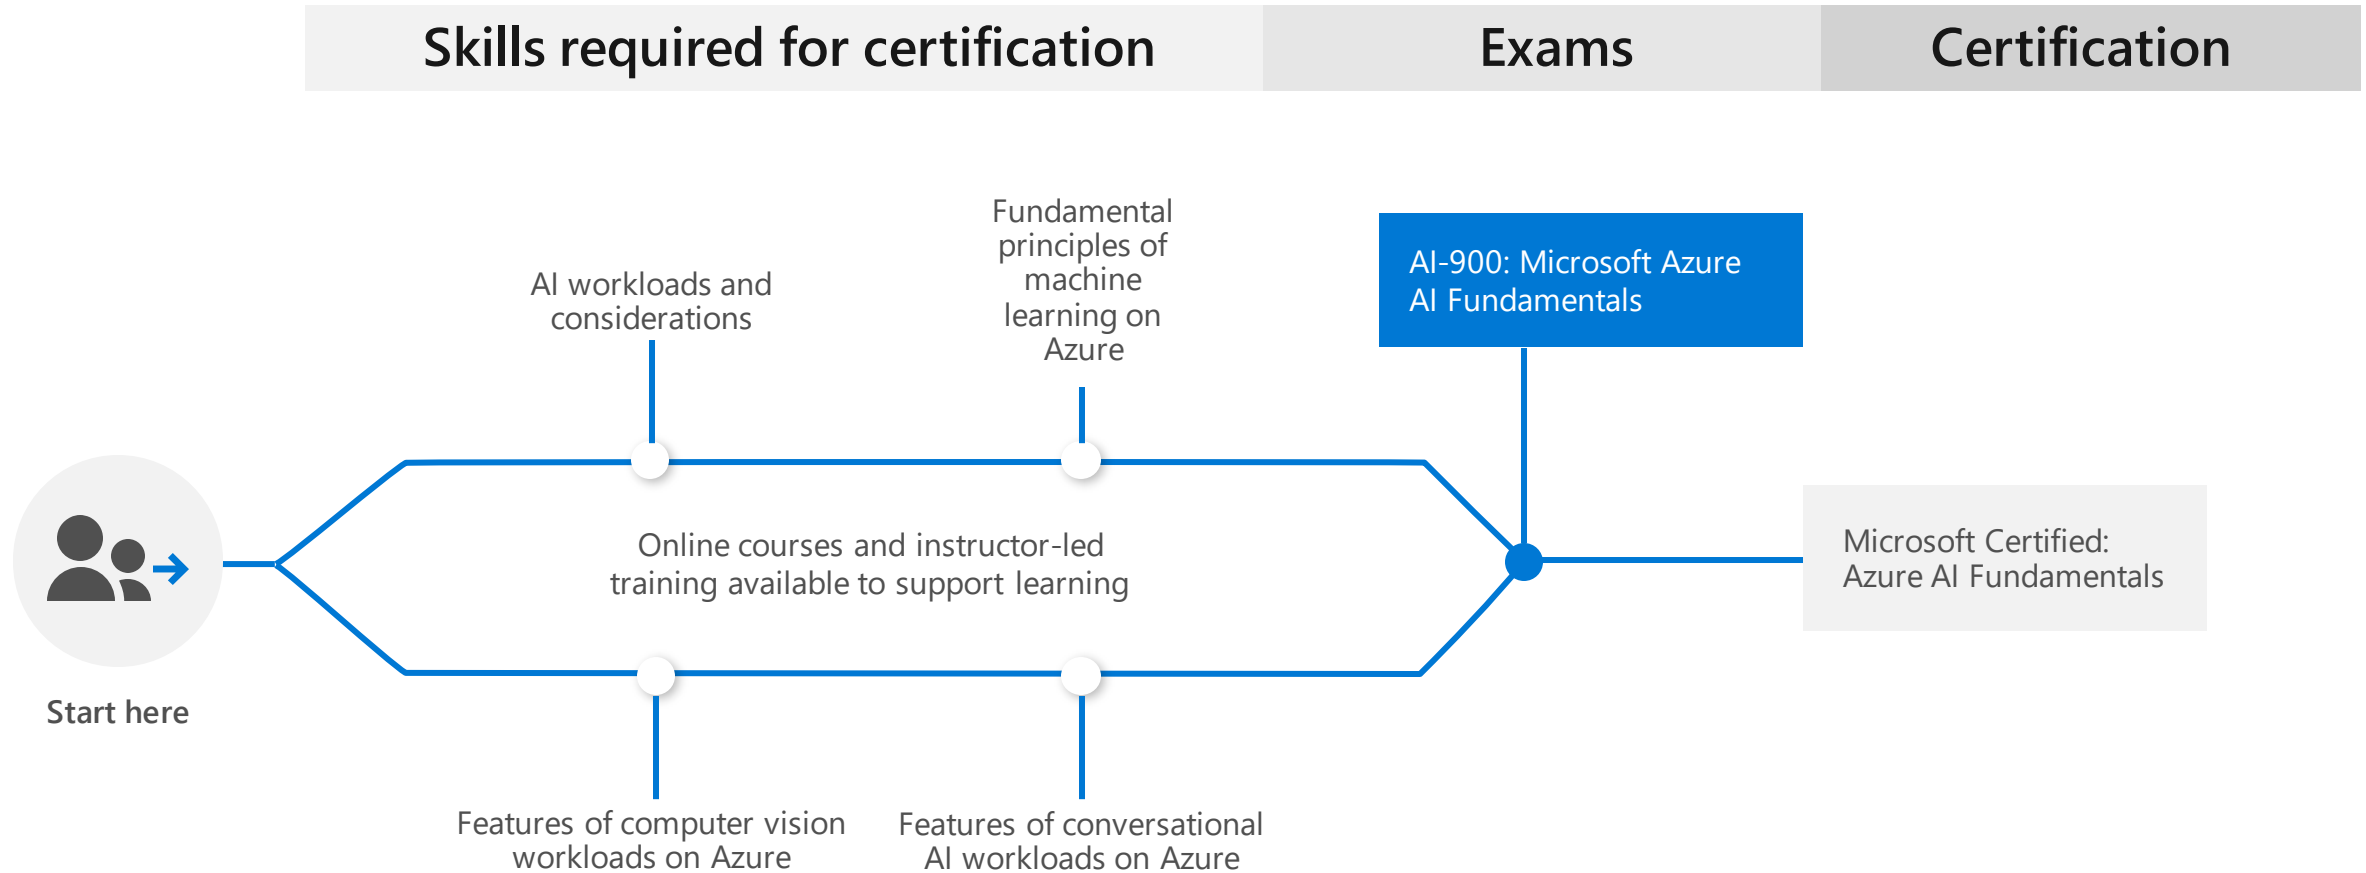 Skills required for certification
Exams
Certification
Fundamental
principles of
machine
learning on
Azure
AI workloads and
considerations
AI-900: Microsoft Azure
AI Fundamentals
Online courses and instructor-led
training available to support learning
Microsoft Certified:
Azure AI Fundamentals
Start here
Features of computer vision
workloads on Azure
Features of conversational
AI workloads on Azure